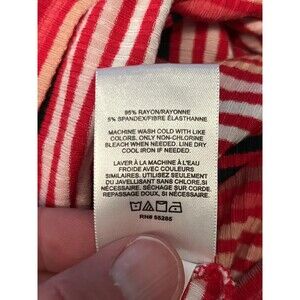 95% RAYON/RAYONNE
5% SPANDEX/FIBRE ÉLASTHANNE
MACHINE WASH COLD WITH LIKE
COLORS. ONLY NON-CHLORINE
BLEACH WHEN NEEDED. LINE DRY
COOL IRON IF NEEDED.
LAVER À LA MACHINE À L'EAU
FROIDE AVEC COULEURS
SIMILAIRES. UTILISER DU DU
JAVELLISANT SANS CHLORE,SI
NÉCESSAIRE. SÉCHAGE SUR CORDE.
REPASSAGE DOUX, SI NÉCESSAIRE.
RN# 55285